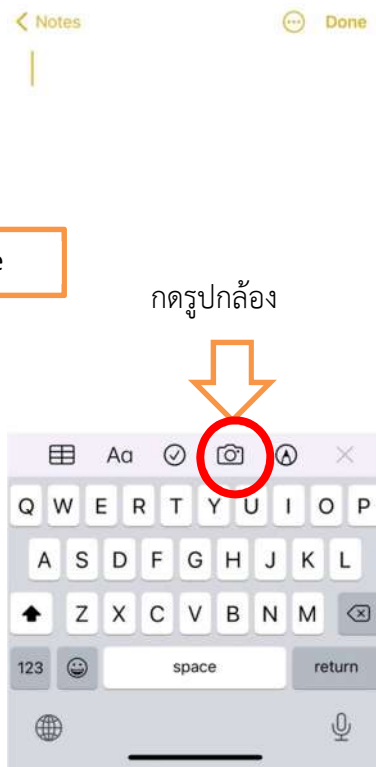 Notes
Done
e
กดรูปกล้อง
Aa
Q W E R T Y U I O P
A S D F G H J K L
Z X C V B N M
123 space return